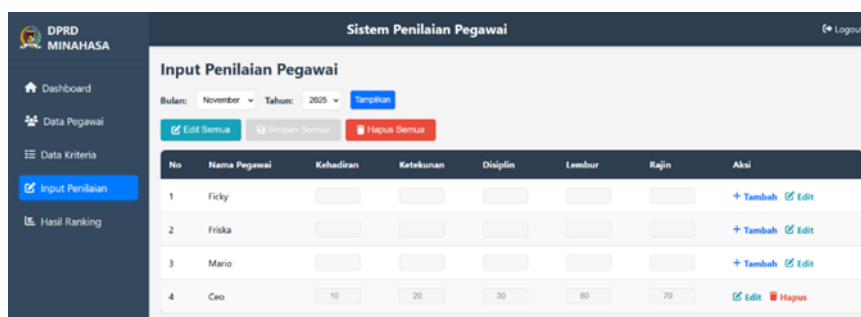 DPRD
MINAHASA
Sistem Penilaian Pegawai
Logout
Dashboard
Data Pegawai
Data Kriteria
Input Penilaian
Hasil Ranking
Input Penilaian Pegawai
Bulan: November Tahun: 2025 Tampilkan
Edit Semua Simpan Semua Hapus Semua
No Nama Pegawai Kehadiran Ketekunan Disiplin Lembur Rajin Aksi
1 Ficky + Tambah Edit
2 Friska + Tambah Edit
3 Mario + Tambah Edit
4 Ceo 10 20 30 60 70 Edit Hapus